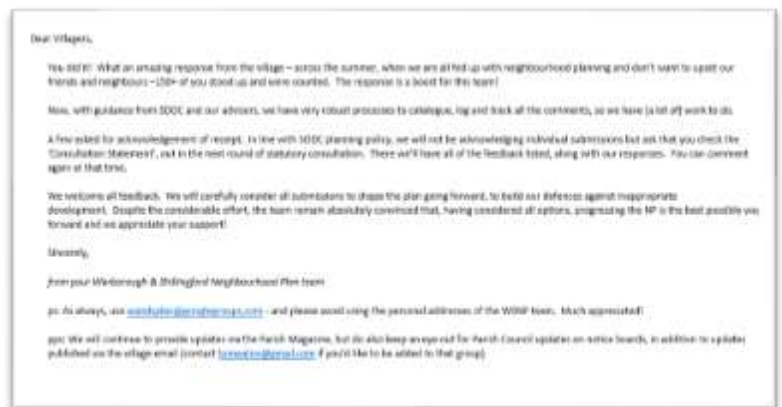 Dear Villagers,
You did it! What an amazing response from the village – across the summer, when we are all fed up with neighbourhood planning and don't want to upset our
friends and neighbours –150+ of you stood up and were counted. The response is a boost for this team!
Now, with guidance from SODC and our advisers, we have very robust processes to catalogue, log and track all the comments, so we have (a lot of) work to do.
A few asked for acknowledgement of receipt. In line with SODC planning policy, we will not be acknowledging individual submissions but ask that you check the
'Consultation Statement', out in the next round of statutory consultation. There we'll have all of the feedback listed, along with our responses. You can comment
again at that time.
We welcome all feedback. We will carefully consider all submissions to shape the plan going forward, to build our defences against inappropriate
development. Despite the considerable effort, the team remain absolutely convinced that, having considered all options, progressing the NP is the best possible way
forward and we appreciate your support!
Sincerely,
from your Warborough & Shillingford Neighbourhood Plan team
ps: As always, use - and please avoid using the personal addresses of the team. Much appreciated!
pps: We will continue to provide updates via the Parish Magazine, but do also keep an eye out for Parish Council updates on notice boards, in addition to updates
published via the village email (contact if you'd like to be added to that group)